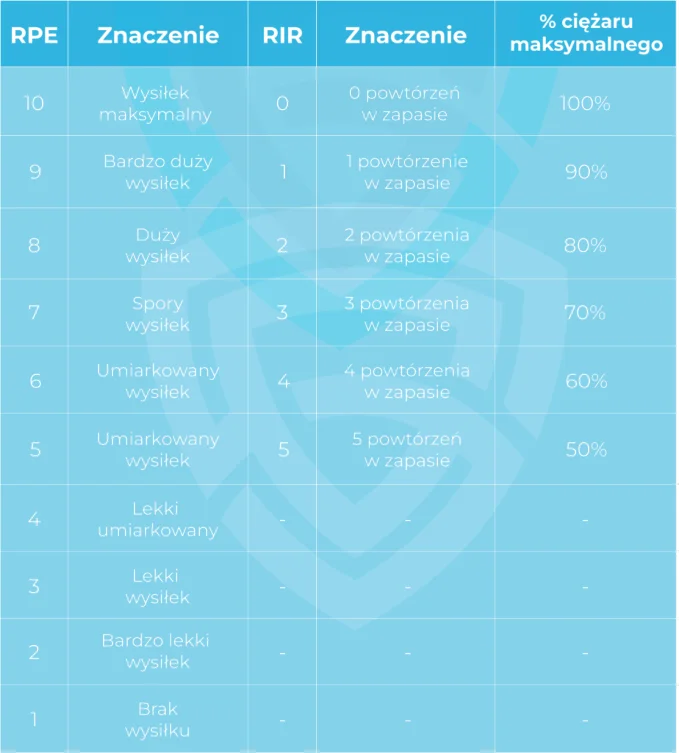 RPE Znaczenie RIR Znaczenie % ciężaru
maksymalnego
10 Wysiłek
maksymalny 0 0 powtórzeń
w zapasie 100%
9 Bardzo duży
wysiłek 1 1 powtórzenie
w zapasie 90%
8 Duży
wysiłek 2 2 powtórzenia
w zapasie 80%
7 Spory
wysiłek 3 3 powtórzenia
w zapasie 70%
6 Umiarkowany
wysiłek 4 4 powtórzenia
w zapasie 60%
5 Umiarkowany
wysiłek 5 5 powtórzeń
w zapasie 50%
4 Lekki
umiarkowany - - -
3 Lekki
wysiłek - - -
2 Bardzo lekki
wysiłek - - -
1 Brak
wysiłku - - -